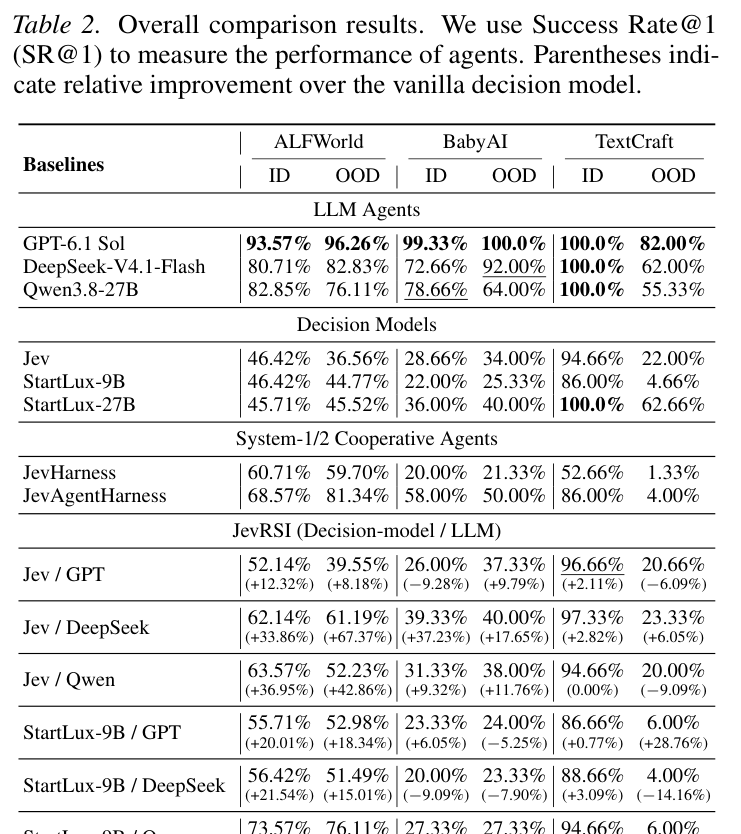 Table 2. Overall comparison results. We use Success Rate@1
(SR@1) to measure the performance of agents. Parentheses indi-
cate relative improvement over the vanilla decision model.
Baselines ALFWorld BabyAI TextCraft
ID OOD ID OOD ID OOD
LLM Agents
GPT-6.1 Sol 93.57% 96.26% 99.33% 100.0% 100.0% 82.00%
DeepSeek-V4.1-Flash 80.71% 82.83% 72.66% 92.00% 100.0% 62.00%
Qwen3.8-27B 82.85% 76.11% 78.66% 64.00% 100.0% 55.33%
Decision Models
Jev 46.42% 36.56% 28.66% 34.00% 94.66% 22.00%
StartLux-9B 46.42% 44.77% 22.00% 25.33% 86.00% 4.66%
StartLux-27B 45.71% 45.52% 36.00% 40.00% 100.0% 62.66%
System-1/2 Cooperative Agents
JevHarness 60.71% 59.70% 20.00% 21.33% 52.66% 1.33%
JevAgentHarness 68.57% 81.34% 58.00% 50.00% 86.00% 4.00%
JevRSI (Decision-model / LLM)
Jev / GPT 52.14% 39.55% 26.00% 37.33% 96.66% 20.66%
(+12.32%) (+8.18%) (−9.28%) (+9.79%) (+2.11%) (−6.09%)
Jev / DeepSeek 62.14% 61.19% 39.33% 40.00% 97.33% 23.33%
(+33.86%) (+67.37%) (+37.23%) (+17.65%) (+2.82%) (+6.05%)
Jev / Qwen 63.57% 52.23% 31.33% 38.00% 94.66% 20.00%
(+36.95%) (+42.86%) (+9.32%) (+11.76%) (0.00%) (−9.09%)
StartLux-9B / GPT 55.71% 52.98% 23.33% 24.00% 86.66% 6.00%
(+20.01%) (+18.34%) (+6.05%) (−5.25%) (+0.77%) (+28.76%)
StartLux-9B / DeepSeek 56.42% 51.49% 20.00% 23.33% 88.66% 4.00%
(+21.54%) (+15.01%) (−9.09%) (−7.90%) (+3.09%) (−14.16%)
73.57% 76.11% 27.33% 27.33% 94.66% 6.00%